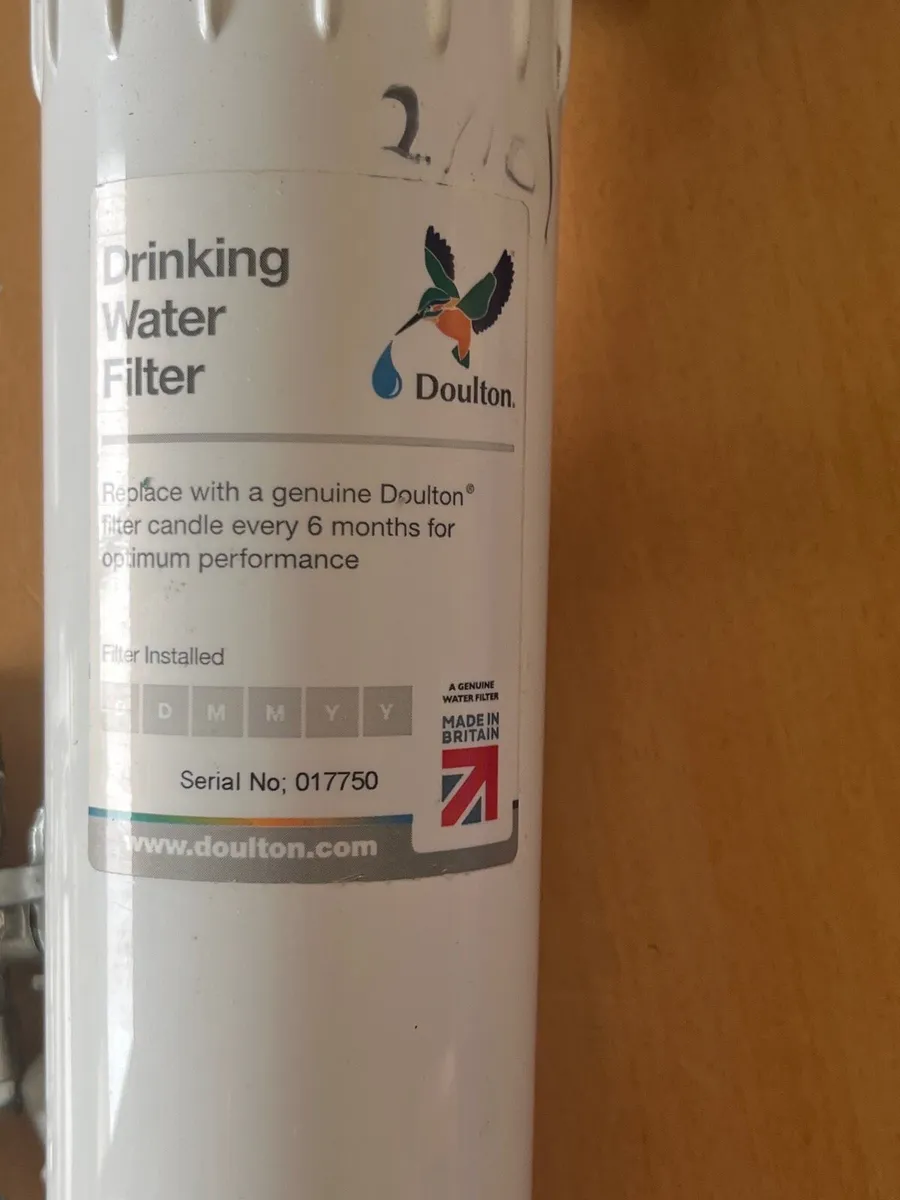 Drinking
Water
Filter
Doulton.
Replace with a genuine Doulton®
filter candle every 6 months for
optimum performance
Filter Installed
D D M M Y Y
A GENUINE
WATER FILTER
MADE IN
BRITAIN
Serial No; 017750
www.doulton.com